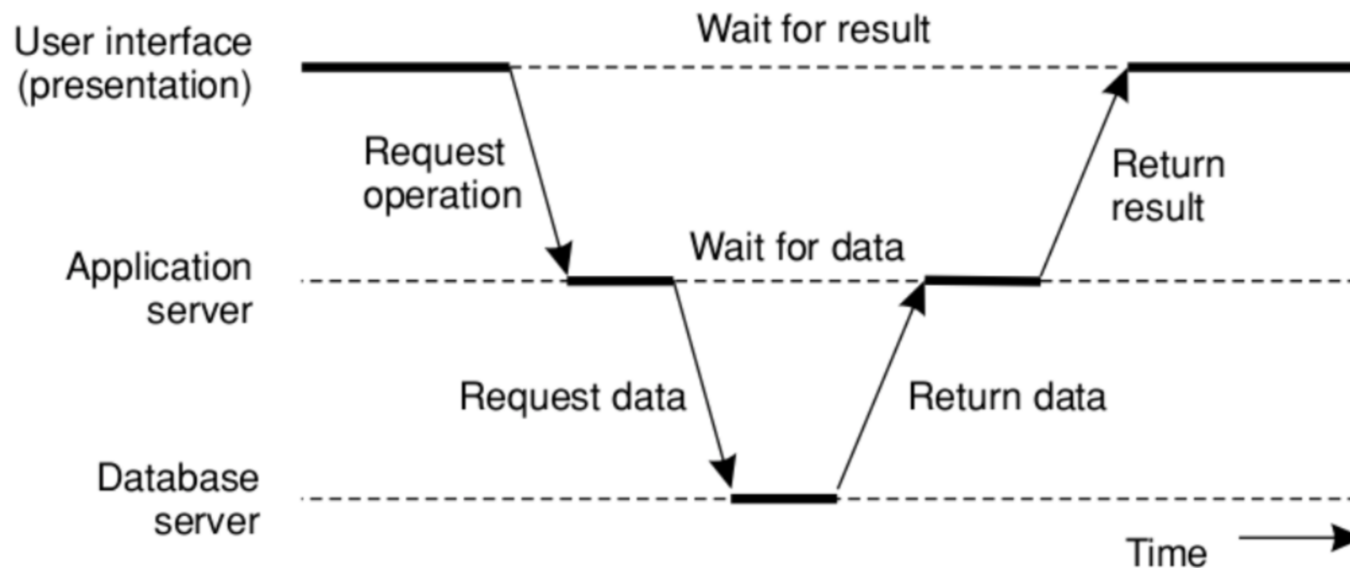 User interface
(presentation)
Wait for result
Request
operation
Return
result
Application
server
Wait for data
Request data
Return data
Database
server
Time